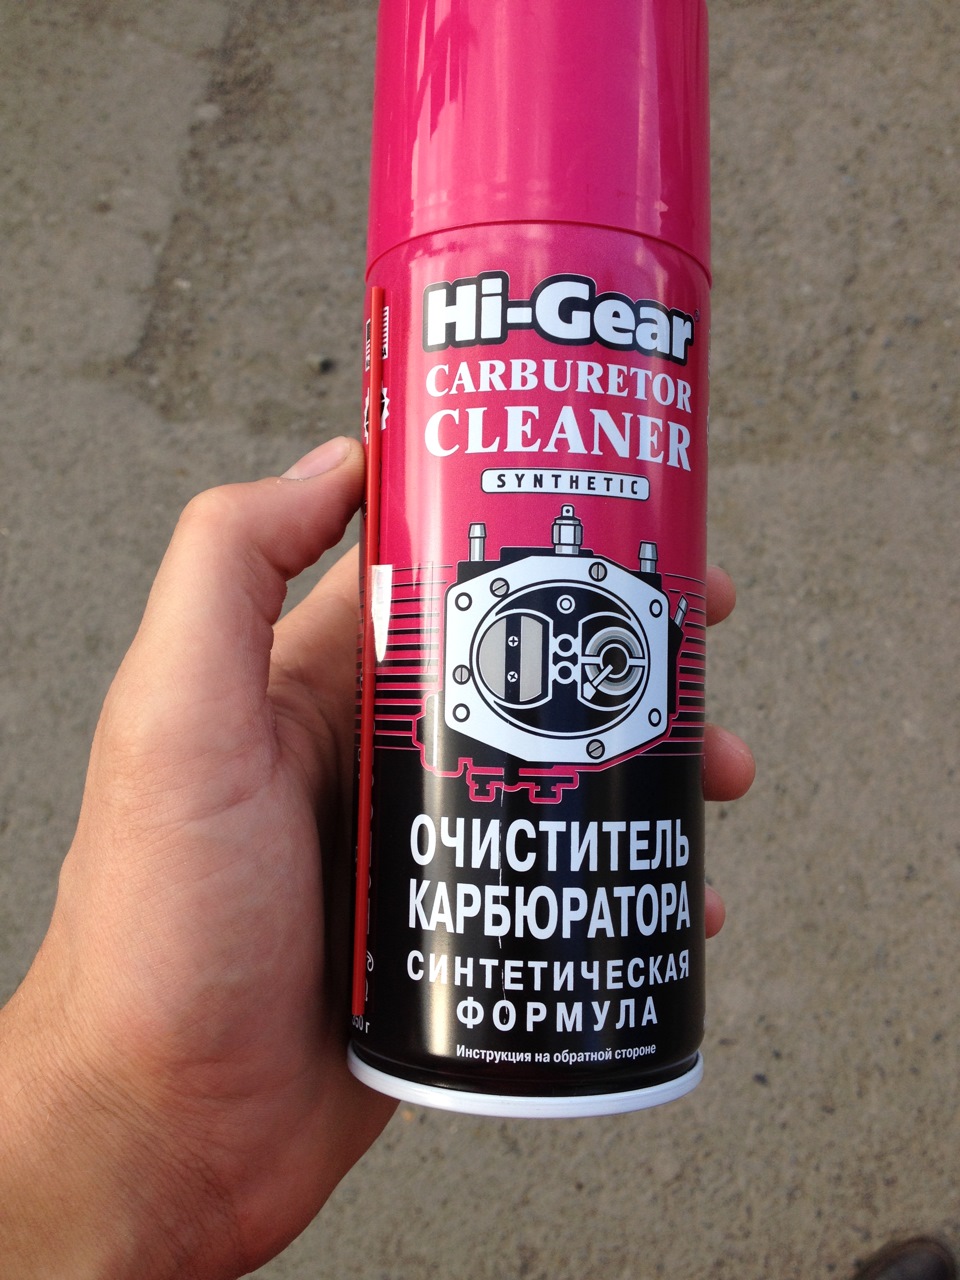 Hi-Gear
CARBURETOR
CLEANER
SYNTHETIC
ОЧИСТИТЕЛЬ
КАРБЮРАТОРА
СИНТЕТИЧЕСКАЯ
ФОРМУЛА
Инструкция на обратной стороне